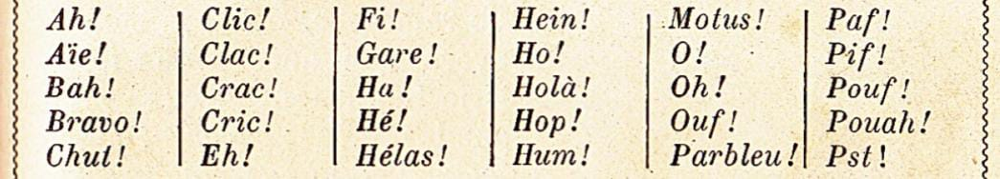 Ah! Clic! Fi! Hein! Motus! Paf!
Aïe! Clac! Gare! Ho! O! Pif!
Bah! Crac! Ha! Holà! Oh! Pouf!
Bravo! Cric! Hé! Hop! Ouf! Pouah!
Chut! Eh! Hélas! Hum! Parbleu! Pst!